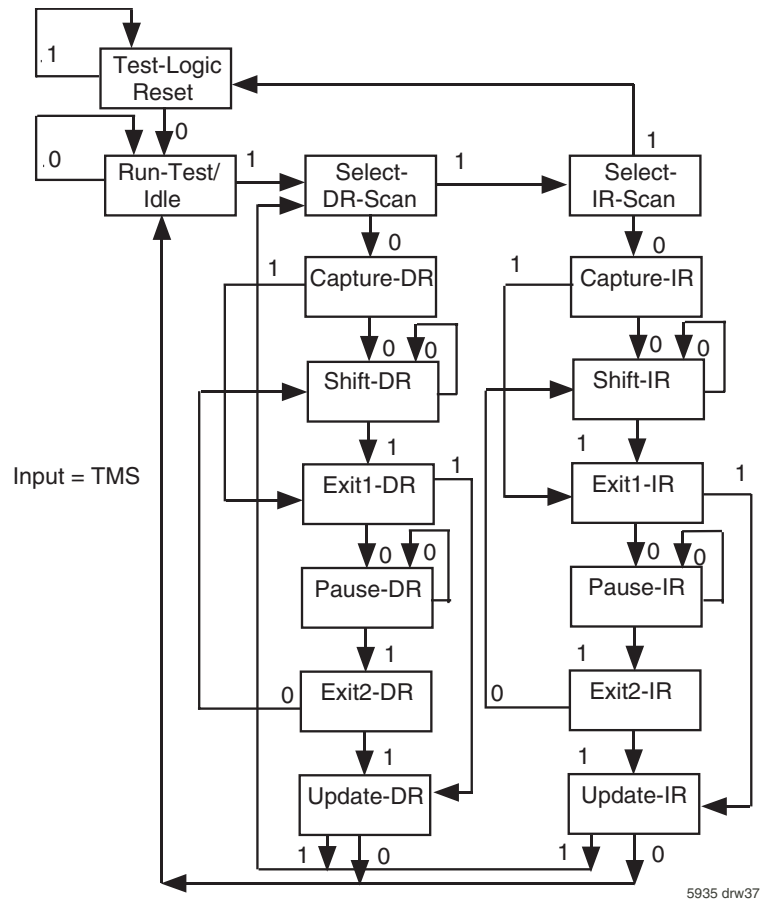 .1
Test-Logic
Reset
0
.0
Run-Test/
Idle
1
Select-
DR-Scan
1
1
Select-
IR-Scan
0
0
1
Capture-DR
1
Capture-IR
0
0
0
0
Shift-DR
Shift-IR
1
1
Input = TMS
Exit1-DR
1
Exit1-IR
1
0
0
0
0
Pause-DR
Pause-IR
1
1
0
Exit2-DR
0
Exit2-IR
1
1
Update-DR
Update-IR
1
0
1
0
5935 drw37